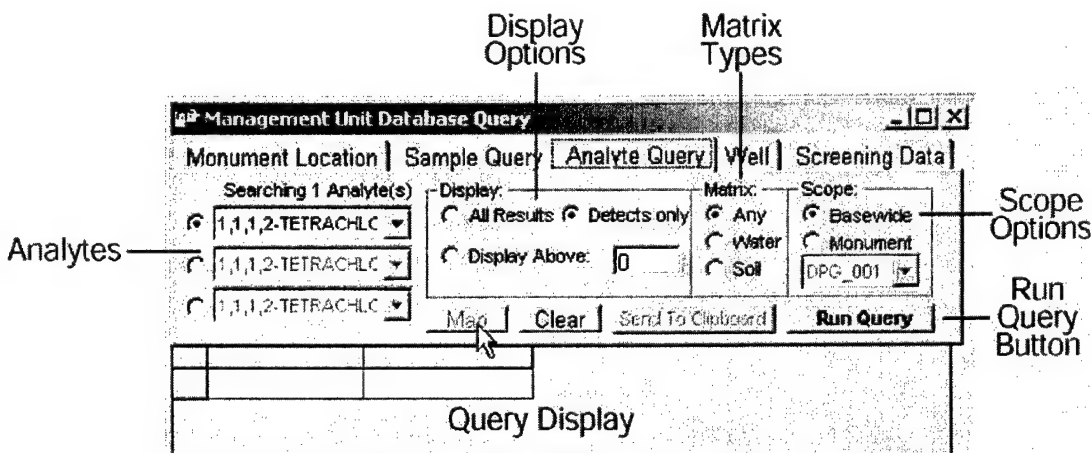 Display Options
Matrix Types
Management Unit Database Query
Monument Location Sample Query Analyte Query Well Screening Data
Searching 1 Analyte(s)
Display:
Matrix:
Scope:
1,1,1,2-TETRACHLC
All Results Detects only
Any
Basewide
Scope Options
Analytes
1,1,1,2-TETRACHLC
Display Above: 0
Water
Monument
Soil
DPG_001
1,1,1,2-TETRACHLC
Map Clear Send To Clipboard Run Query
Run Query Button
Query Display